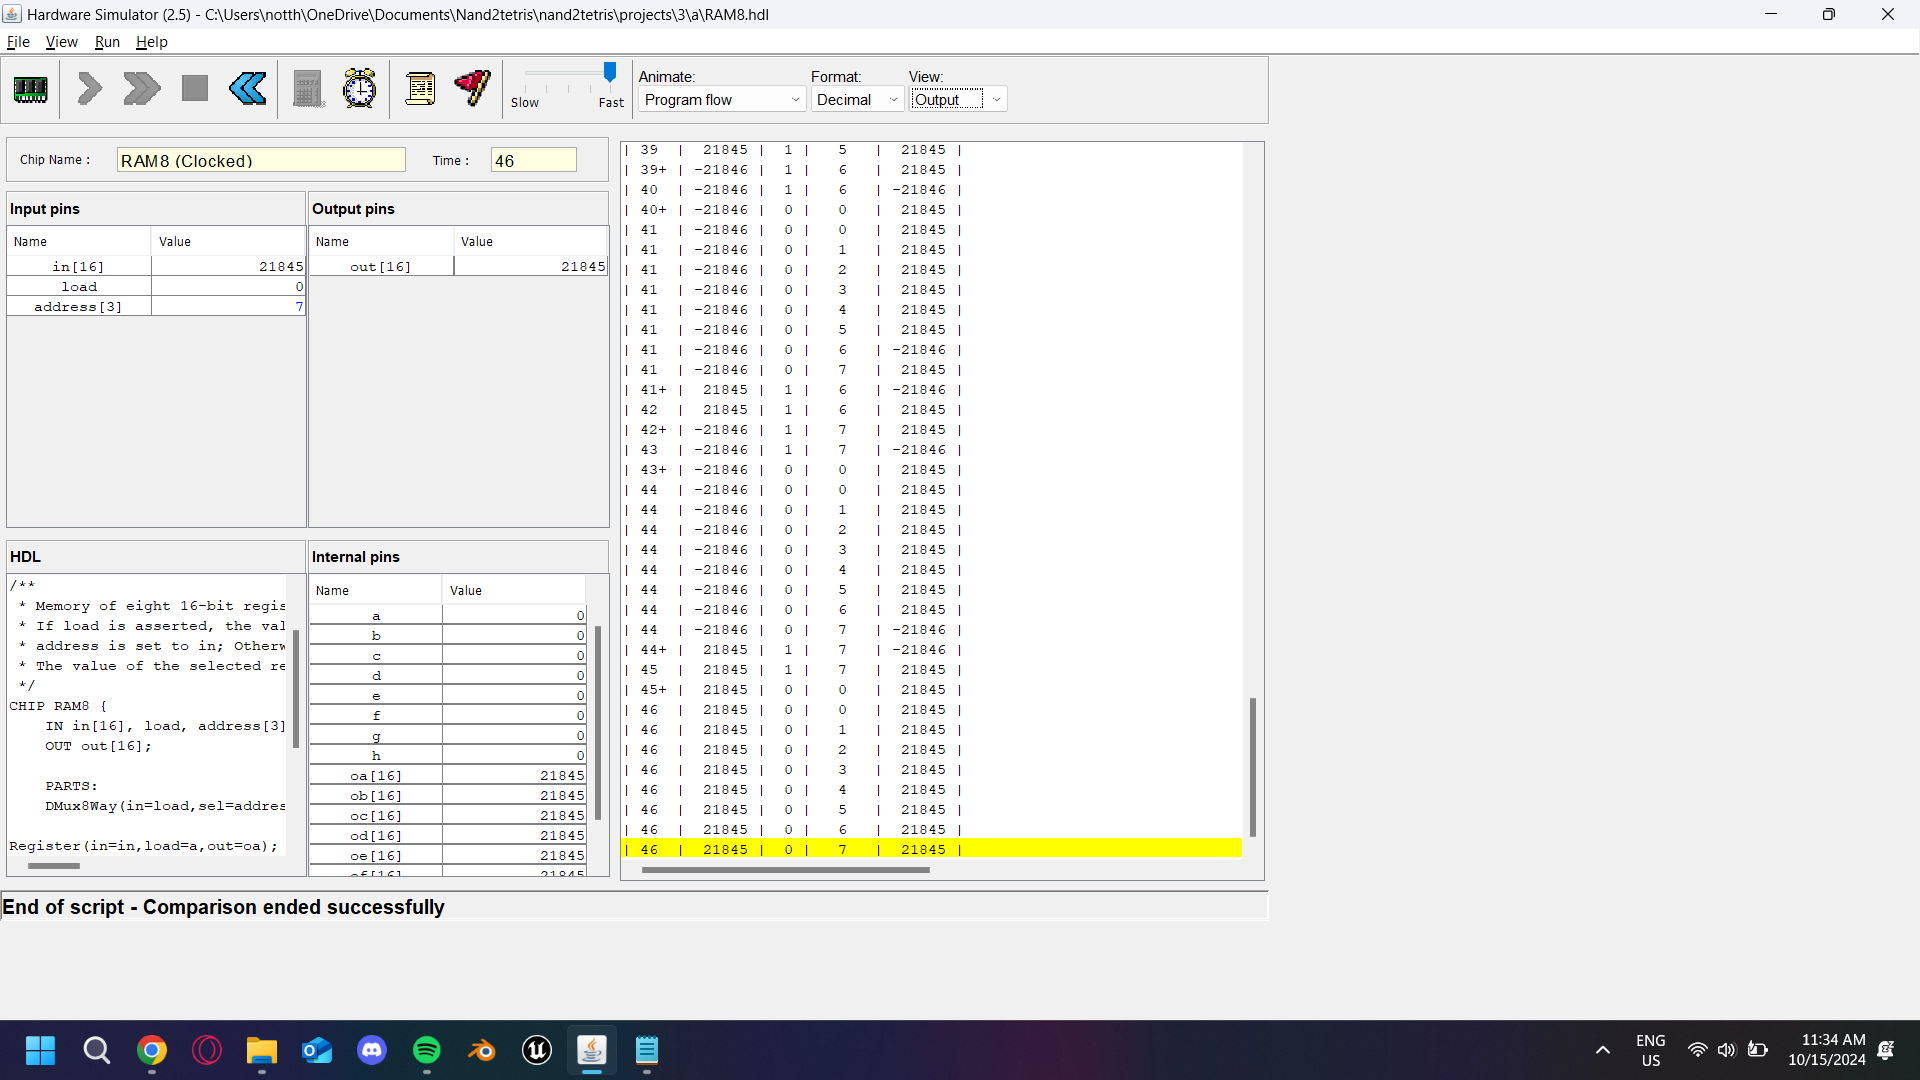 Hardware Simulator (2.5) - C:\Users\notth\OneDrive\Documents\Nand2tetris\nand2tetris\projects\3\a\RAM8.hdl
File View Run Help
Slow Fast
Animate: Format: View:
Program flow Decimal Output
Chip Name : RAM8 (Clocked) Time : 46
Input pins
Name Value
in[16] 21845
load 0
address[3] 7
Output pins
Name Value
out[16] 21845
HDL
/**
* Memory of eight 16-bit regis
* If load is asserted, the val
* address is set to in; Otherw
* The value of the selected re
*/
CHIP RAM8 {
IN in[16], load, address[3]
OUT out[16];
PARTS:
DMux8Way(in=load,sel=addres
Register(in=in,load=a,out=oa);
Internal pins
Name Value
a 0
b 0
c 0
d 0
e 0
f 0
g 0
h 0
oa[16] 21845
ob[16] 21845
oc[16] 21845
od[16] 21845
oe[16] 21845
of[16] 21845
| 39 | 21845 | 1 | 5 | 21845 |
| 39+ | -21846 | 1 | 6 | 21845 |
| 40 | -21846 | 1 | 6 | -21846 |
| 40+ | -21846 | 0 | 0 | 21845 |
| 41 | -21846 | 0 | 0 | 21845 |
| 41 | -21846 | 0 | 1 | 21845 |
| 41 | -21846 | 0 | 2 | 21845 |
| 41 | -21846 | 0 | 3 | 21845 |
| 41 | -21846 | 0 | 4 | 21845 |
| 41 | -21846 | 0 | 5 | 21845 |
| 41 | -21846 | 0 | 6 | -21846 |
| 41 | -21846 | 0 | 7 | 21845 |
| 41+ | 21845 | 1 | 6 | -21846 |
| 42 | 21845 | 1 | 6 | 21845 |
| 42+ | -21846 | 1 | 7 | 21845 |
| 43 | -21846 | 1 | 7 | -21846 |
| 43+ | -21846 | 0 | 0 | 21845 |
| 44 | -21846 | 0 | 0 | 21845 |
| 44 | -21846 | 0 | 1 | 21845 |
| 44 | -21846 | 0 | 2 | 21845 |
| 44 | -21846 | 0 | 3 | 21845 |
| 44 | -21846 | 0 | 4 | 21845 |
| 44 | -21846 | 0 | 5 | 21845 |
| 44 | -21846 | 0 | 6 | 21845 |
| 44 | -21846 | 0 | 7 | -21846 |
| 44+ | 21845 | 1 | 7 | -21846 |
| 45 | 21845 | 1 | 7 | 21845 |
| 45+ | 21845 | 0 | 0 | 21845 |
| 46 | 21845 | 0 | 0 | 21845 |
| 46 | 21845 | 0 | 1 | 21845 |
| 46 | 21845 | 0 | 2 | 21845 |
| 46 | 21845 | 0 | 3 | 21845 |
| 46 | 21845 | 0 | 4 | 21845 |
| 46 | 21845 | 0 | 5 | 21845 |
| 46 | 21845 | 0 | 6 | 21845 |
| 46 | 21845 | 0 | 7 | 21845 |
End of script - Comparison ended successfully
ENG
US
11:34 AM
10/15/2024